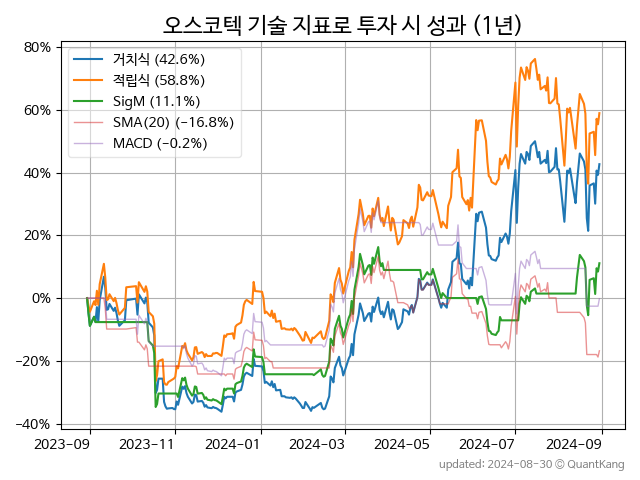 오스코텍 기술 지표로 투자 시 성과 (1년)
80%
60%
40%
20%
0%
−20%
−40%
거치식 (42.6%)
적립식 (58.8%)
SigM (11.1%)
SMA(20) (−16.8%)
MACD (−0.2%)
2023−09 2023−11 2024−01 2024−03 2024−05 2024−07 2024−09
updated: 2024−08−30 © QuantKang